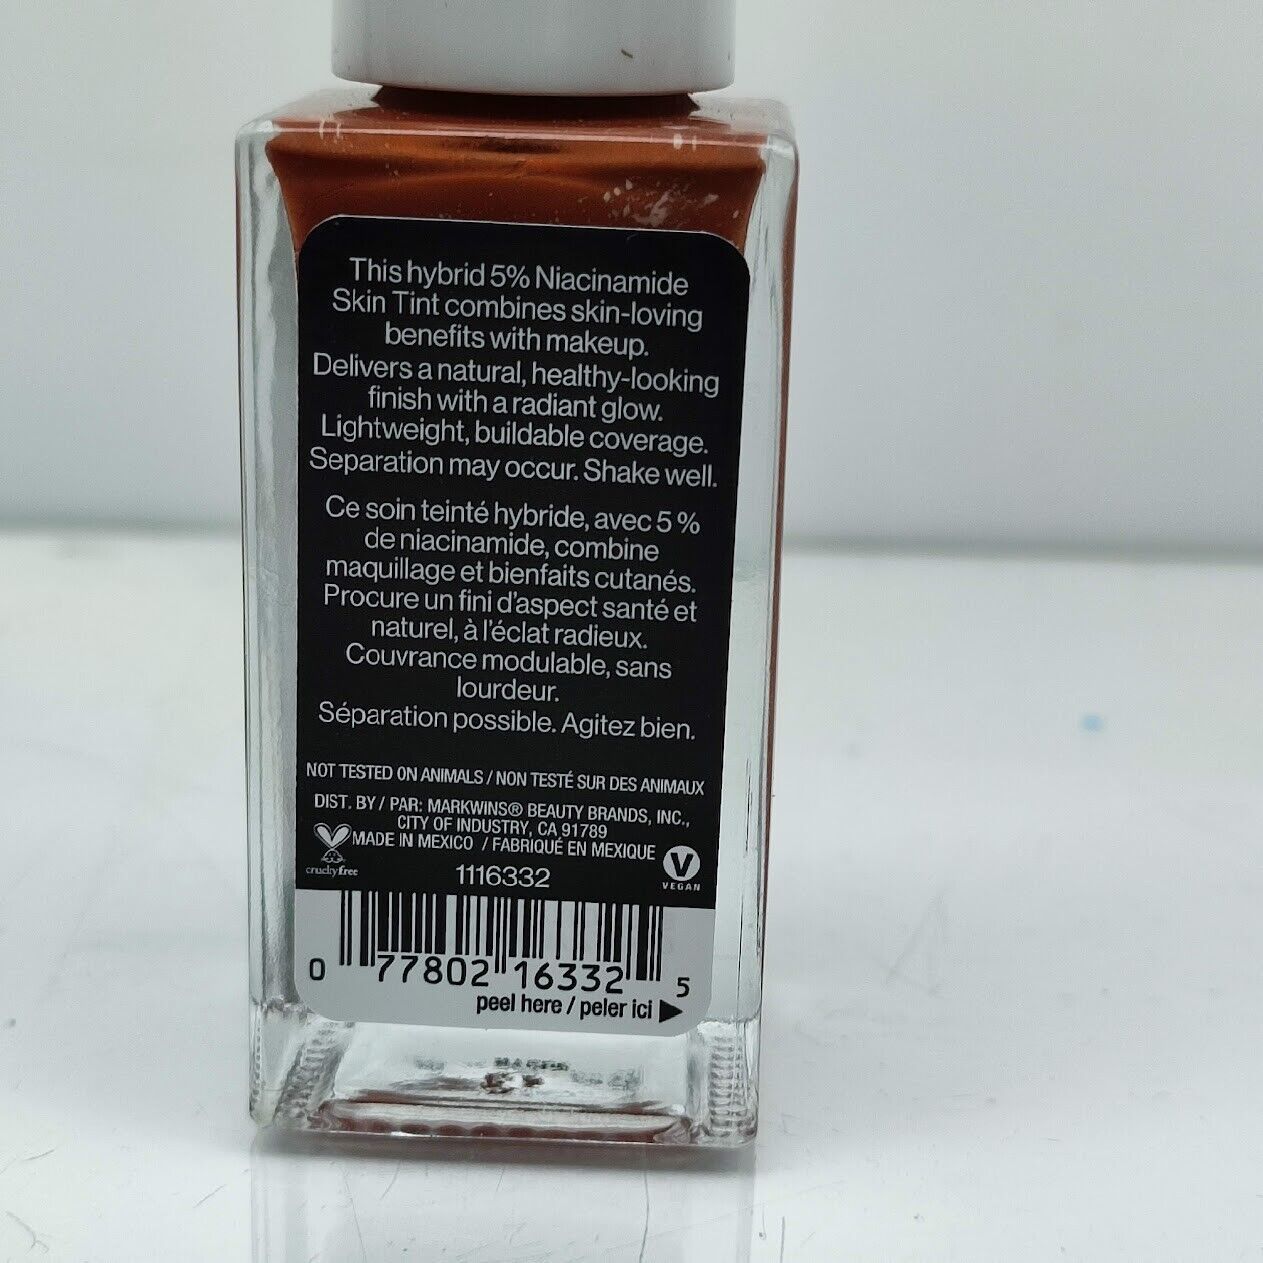 This hybrid 5% Niacinamide
Skin Tint combines skin-loving
benefits with makeup.
Delivers a natural, healthy-looking
finish with a radiant glow.
Lightweight, buildable coverage.
Separation may occur. Shake well.
Ce soin teinté hybride, avec 5 %
de niacinamide, combine
maquillage et bienfaits cutanés.
Procure un fini d'aspect santé et
naturel, à l'éclat radieux.
Couvrance modulable, sans
lourdeur.
Séparation possible. Agitez bien.
NOT TESTED ON ANIMALS / NON TESTÉ SUR DES ANIMAUX
DIST. BY / PAR: MARKWINS® BEAUTY BRANDS, INC.,
CITY OF INDUSTRY, CA 91789
MADE IN MEXICO / FABRIQUÉ EN MEXIQUE
crueltyfree
1116332
V
VEGAN
0 77802 16332 5
peel here / peler ici